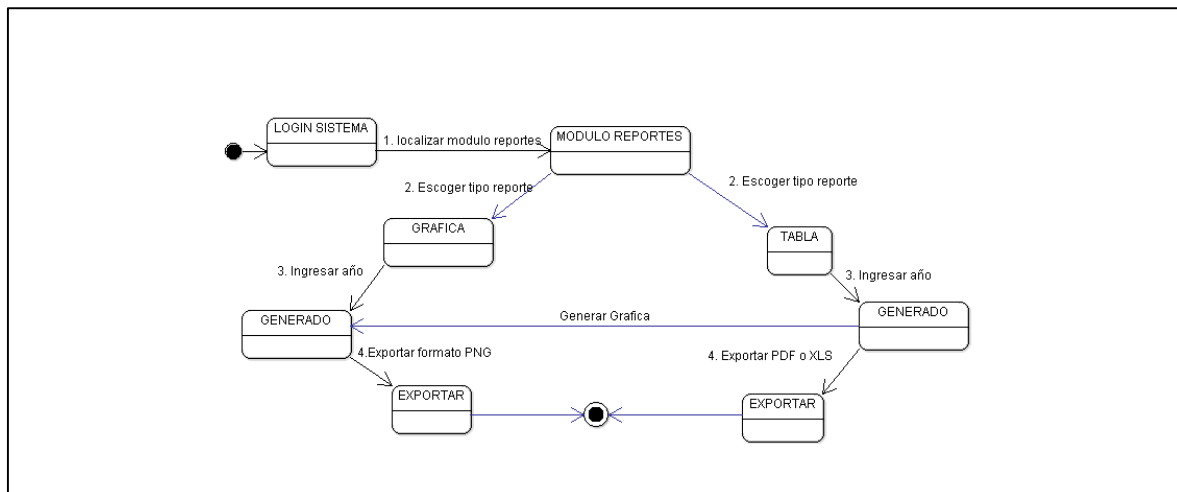 LOGIN SISTEMA
1. localizar modulo reportes
MODULO REPORTES
2. Escoger tipo reporte
2. Escoger tipo reporte
GRAFICA
TABLA
3. Ingresar año
3. Ingresar año
GENERADO
Generar Grafica
GENERADO
4.Exportar formato PNG
4. Exportar PDF o XLS
EXPORTAR
EXPORTAR